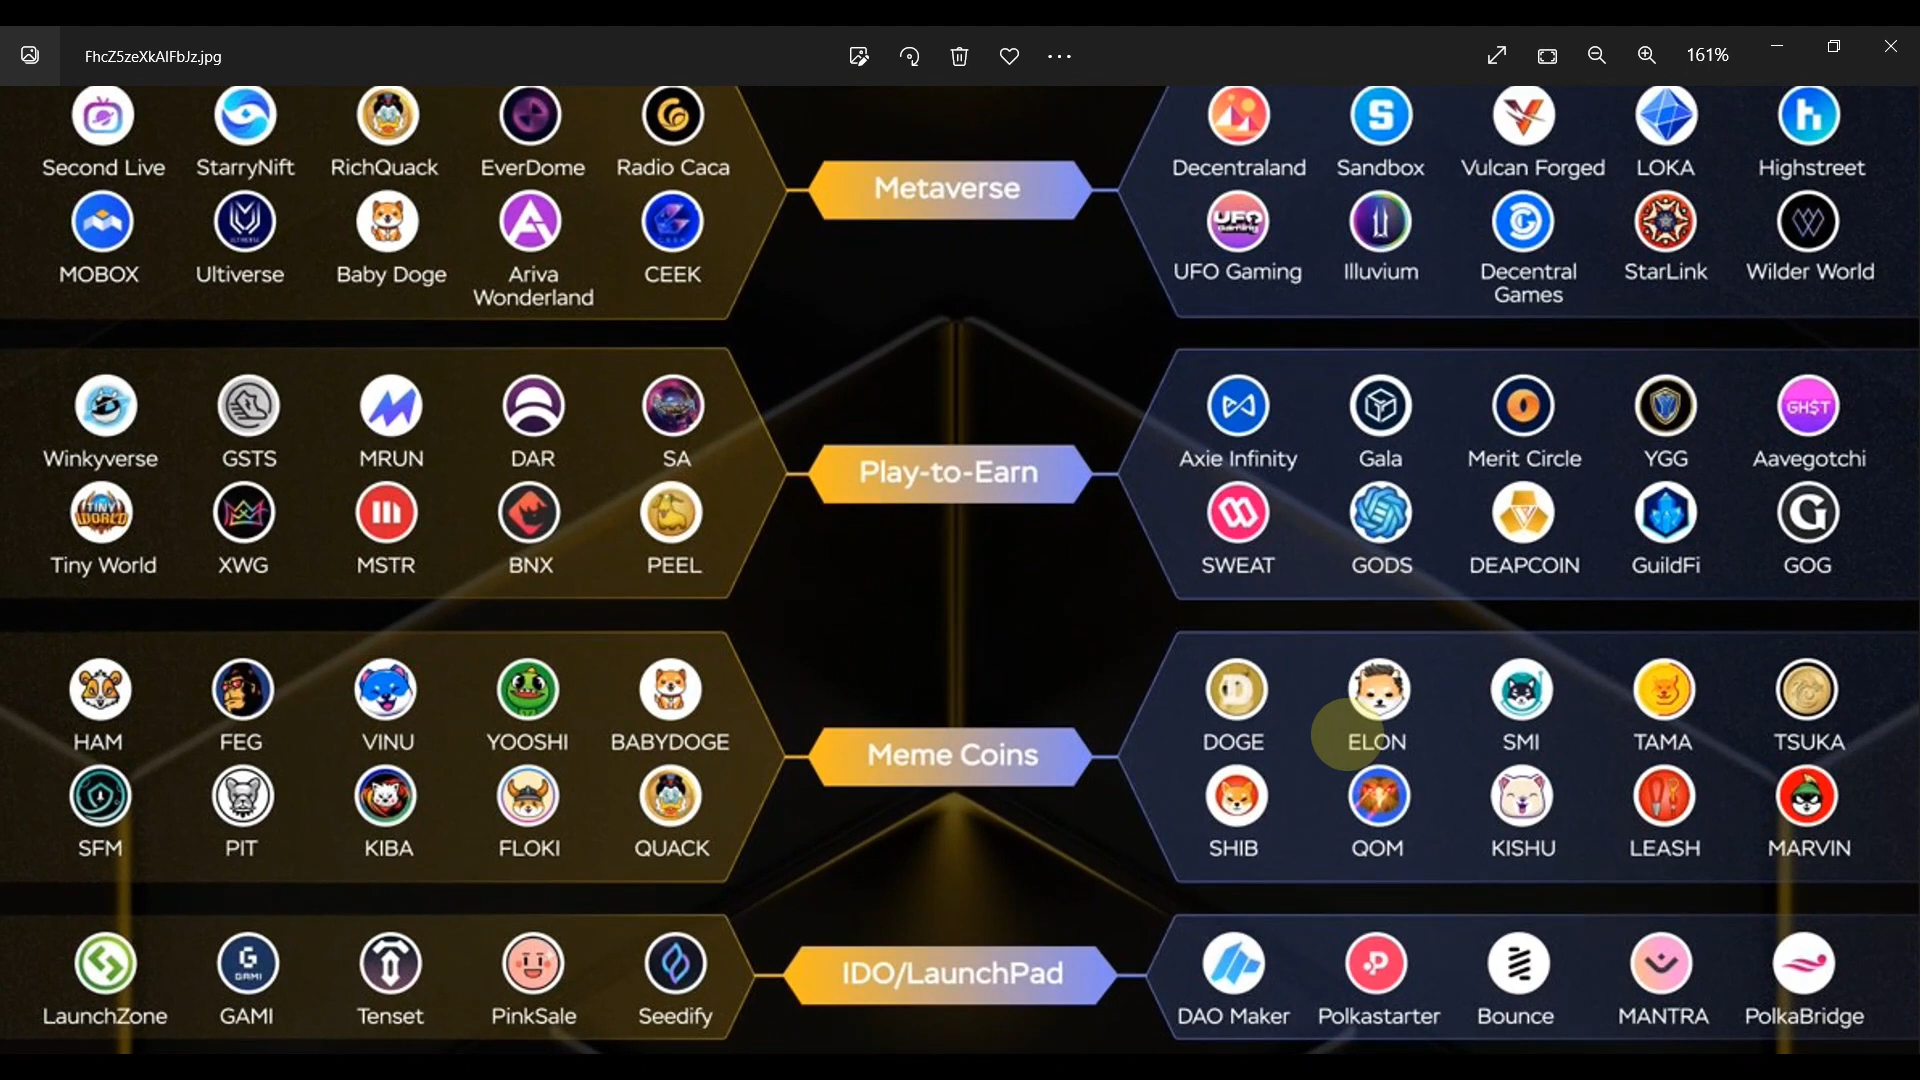 FhcZ5zeXkAIFbJz.jpg
161%
Second Live StarryNift RichQuack EverDome Radio Caca
MOBOX Ultiverse Baby Doge Ariva Wonderland CEEK
Metaverse
Decentraland Sandbox Vulcan Forged LOKA Highstreet
UFO Gaming Illuvium Decentral Games StarLink Wilder World
Winkyverse GSTS MRUN DAR SA
Tiny World XWG MSTR BNX PEEL
Play-to-Earn
GH$T
Axie Infinity Gala Merit Circle YGG Aavegotchi
SWEAT GODS DEAPCOIN GuildFi GOG
HAM FEG VINU YOOSHI BABYDOGE
SFM PIT KIBA FLOKI QUACK
Meme Coins
DOGE ELON SMI TAMA TSUKA
SHIB QOM KISHU LEASH MARVIN
GAMI
LaunchZone GAMI Tenset PinkSale Seedify
IDO/LaunchPad
DAO Maker Polkastarter Bounce MANTRA PolkaBridge